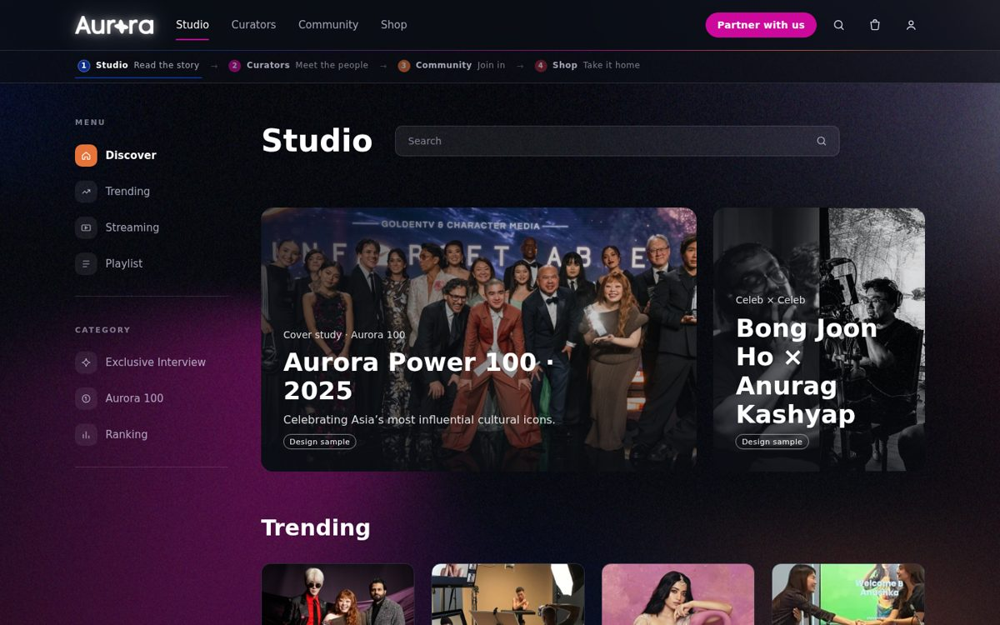 Aurora
Studio
Curators
Community
Shop
Partner with us
1 Studio Read the story →
2 Curators Meet the people →
3 Community Join in →
4 Shop Take it home
MENU
Discover
Trending
Streaming
Playlist
CATEGORY
Exclusive Interview
Aurora 100
Ranking
Studio
Search
GOLDENTV & CHARACTER MEDIA
Cover study · Aurora 100
Aurora Power 100 ·
2025
Celebrating Asia’s most influential cultural icons.
Design sample
Celeb × Celeb
Bong Joon
Ho ×
Anurag
Kashyap
Design sample
Trending
Welcome
Anushka